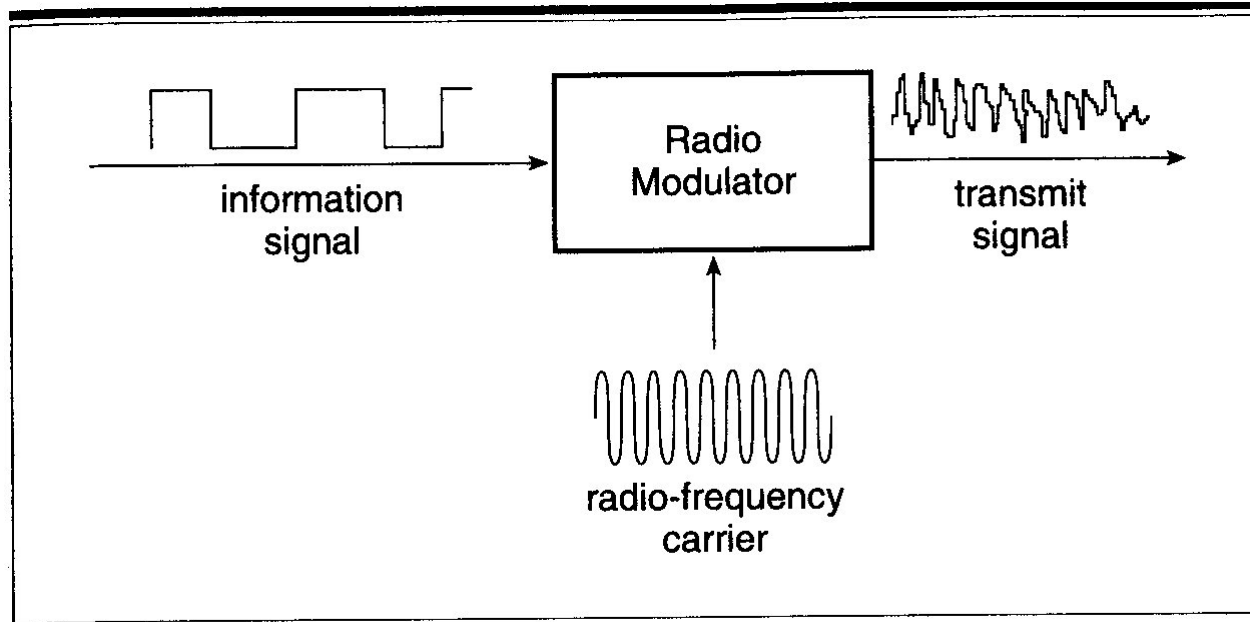 information
signal
Radio
Modulator
transmit
signal
radio-frequency
carrier